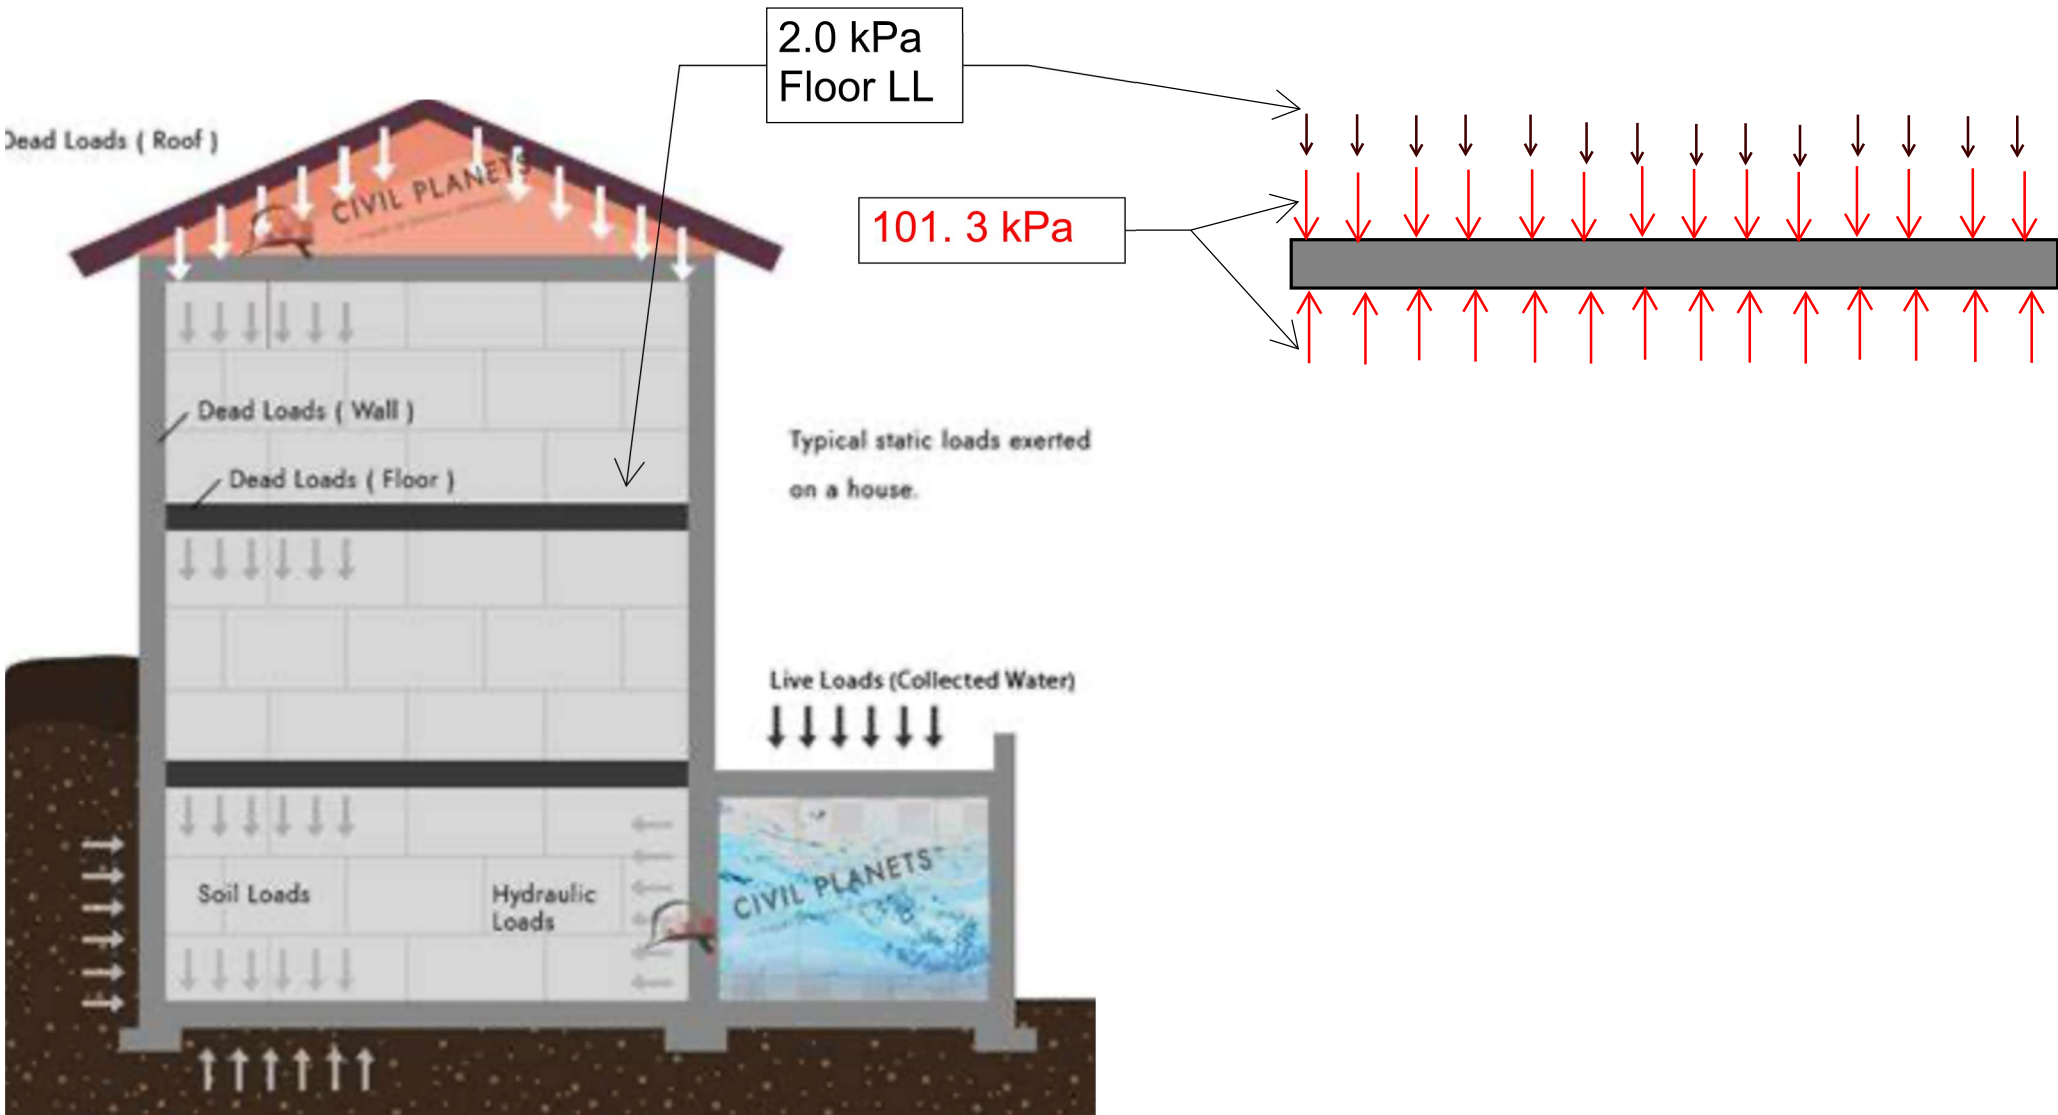 2.0 kPa
Floor LL
Dead Loads ( Roof )
CIVIL PLANETS
101. 3 kPa
Dead Loads ( Wall )
Dead Loads ( Floor )
Typical static loads exerted
on a house.
Live Loads (Collected Water)
Soil Loads
Hydraulic
Loads
CIVIL PLANETS